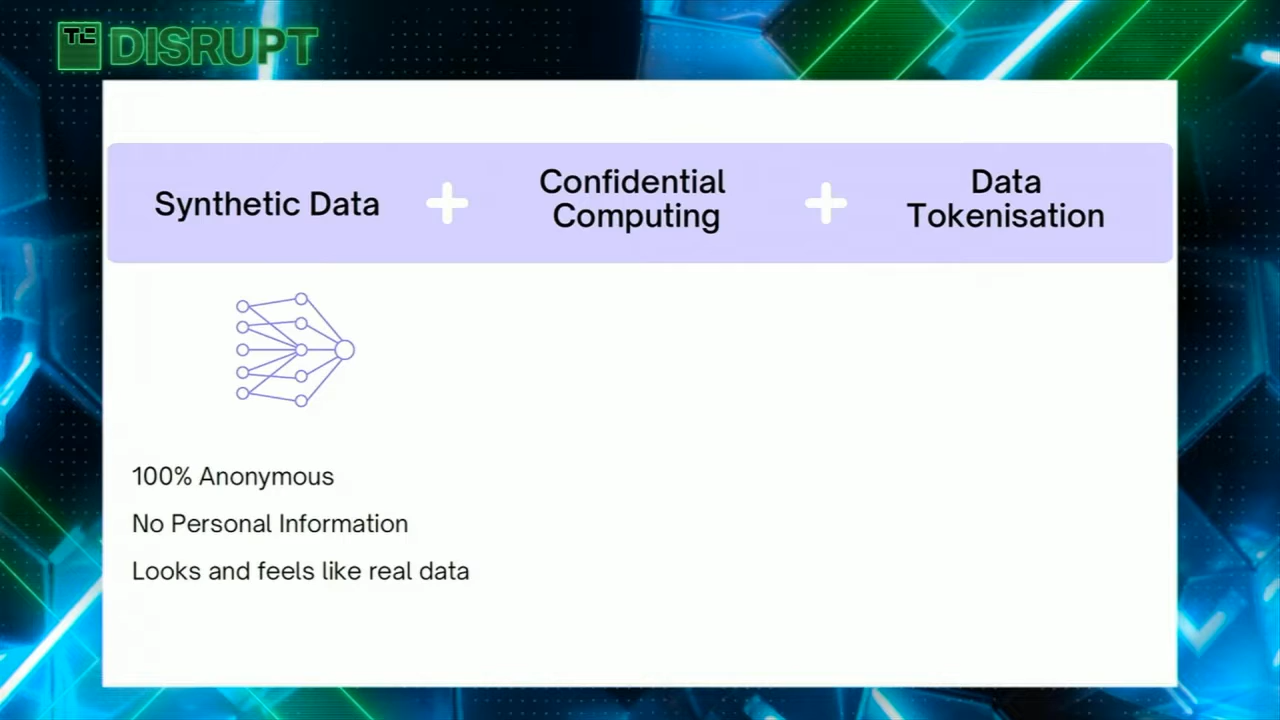 TC DISRUPT
Synthetic Data
Confidential
Computing
Data
Tokenisation
100% Anonymous
No Personal Information
Looks and feels like real data